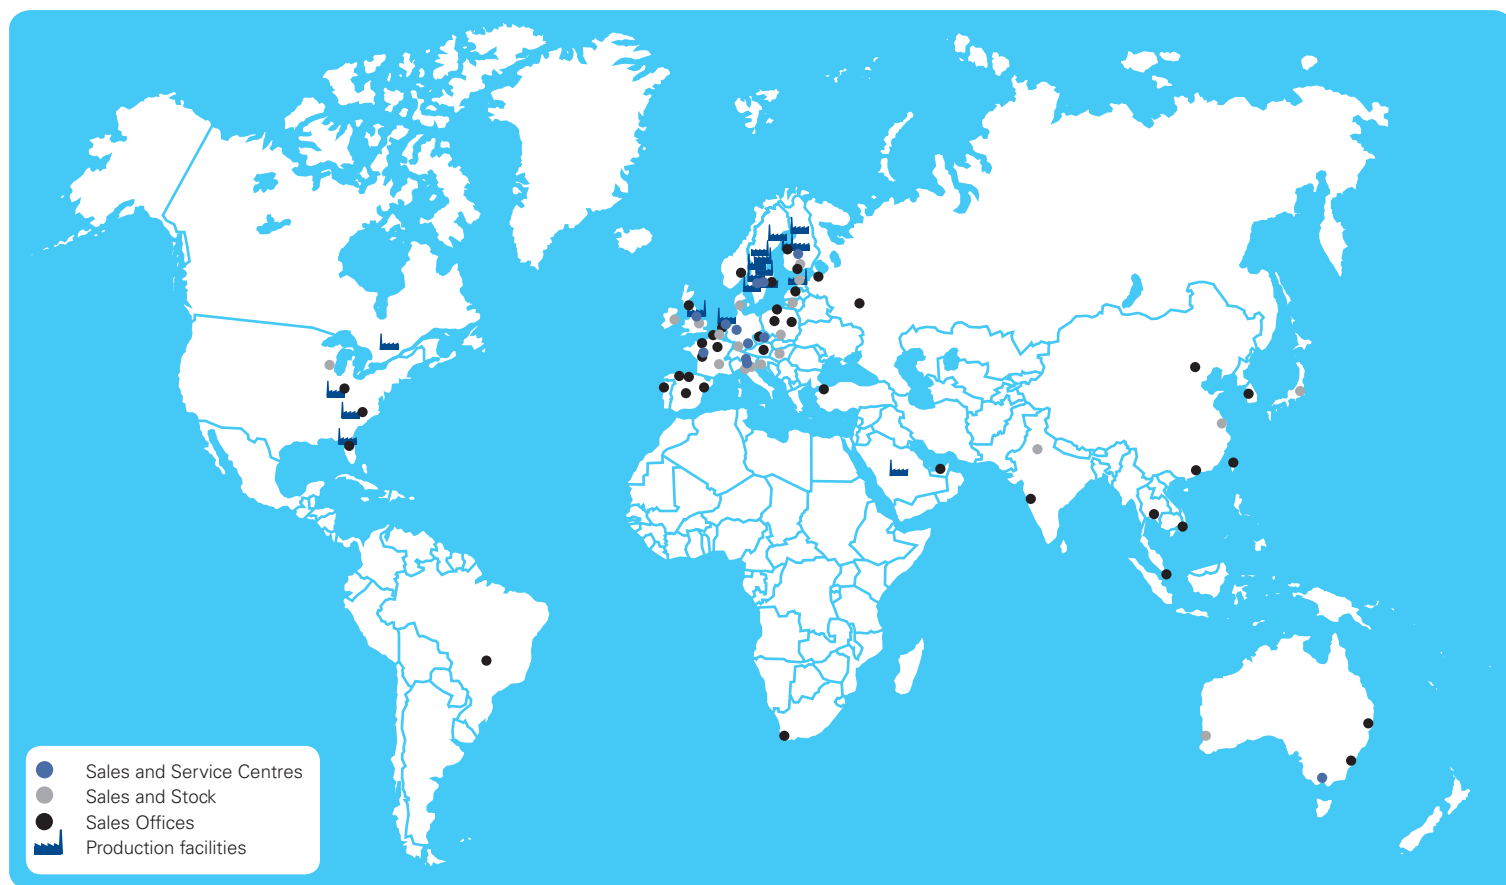 Sales and Service Centres
Sales and Stock
Sales Offices
Production facilities